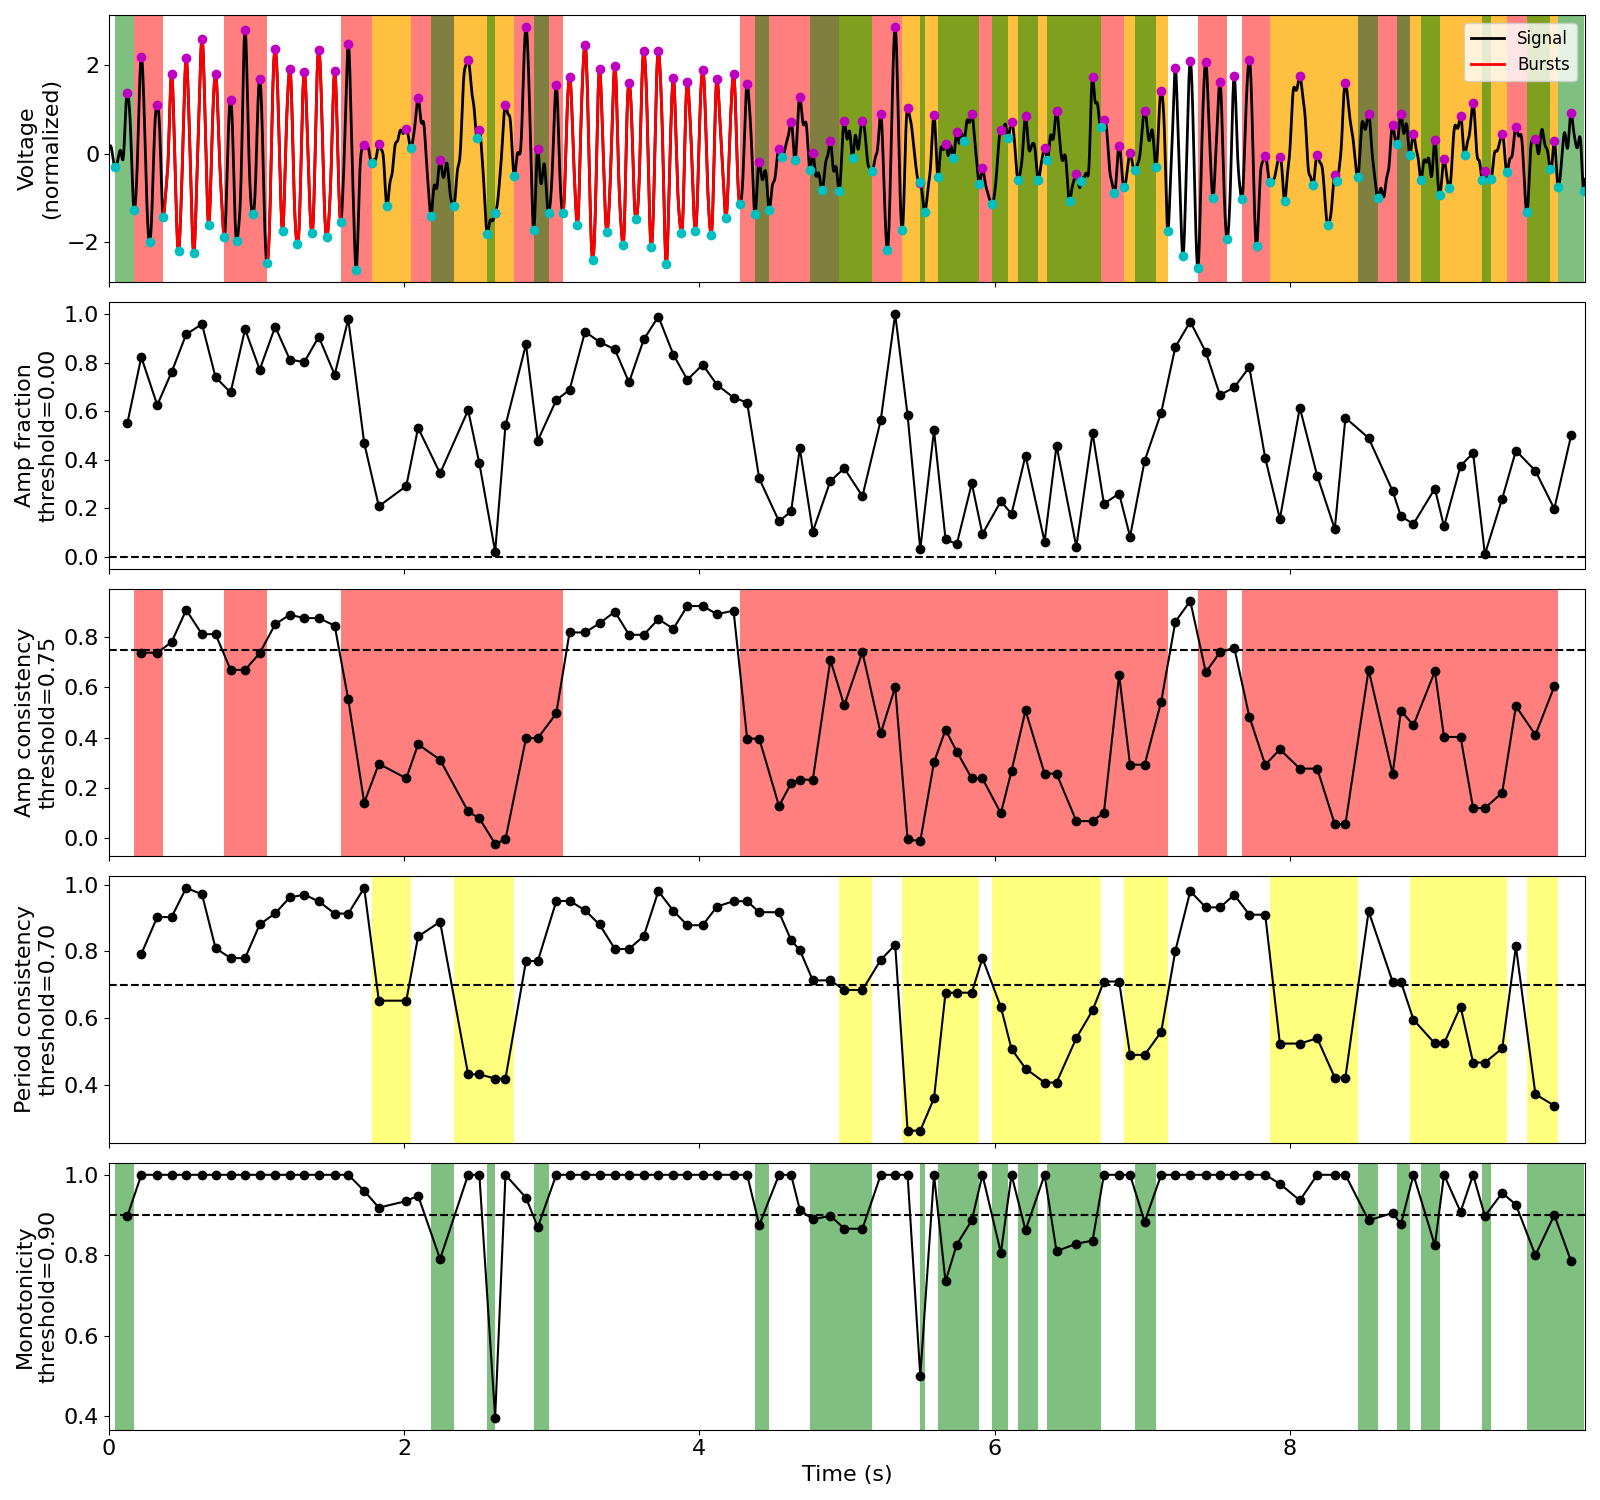 Voltage
(normalized)
2
0
−2
Signal
Bursts
Amp fraction
threshold=0.00
1.0
0.8
0.6
0.4
0.2
0.0
Amp consistency
threshold=0.75
0.8
0.6
0.4
0.2
0.0
Period consistency
threshold=0.70
1.0
0.8
0.6
0.4
Monotonicity
threshold=0.90
1.0
0.8
0.6
0.4
0 2 4 6 8
Time (s)